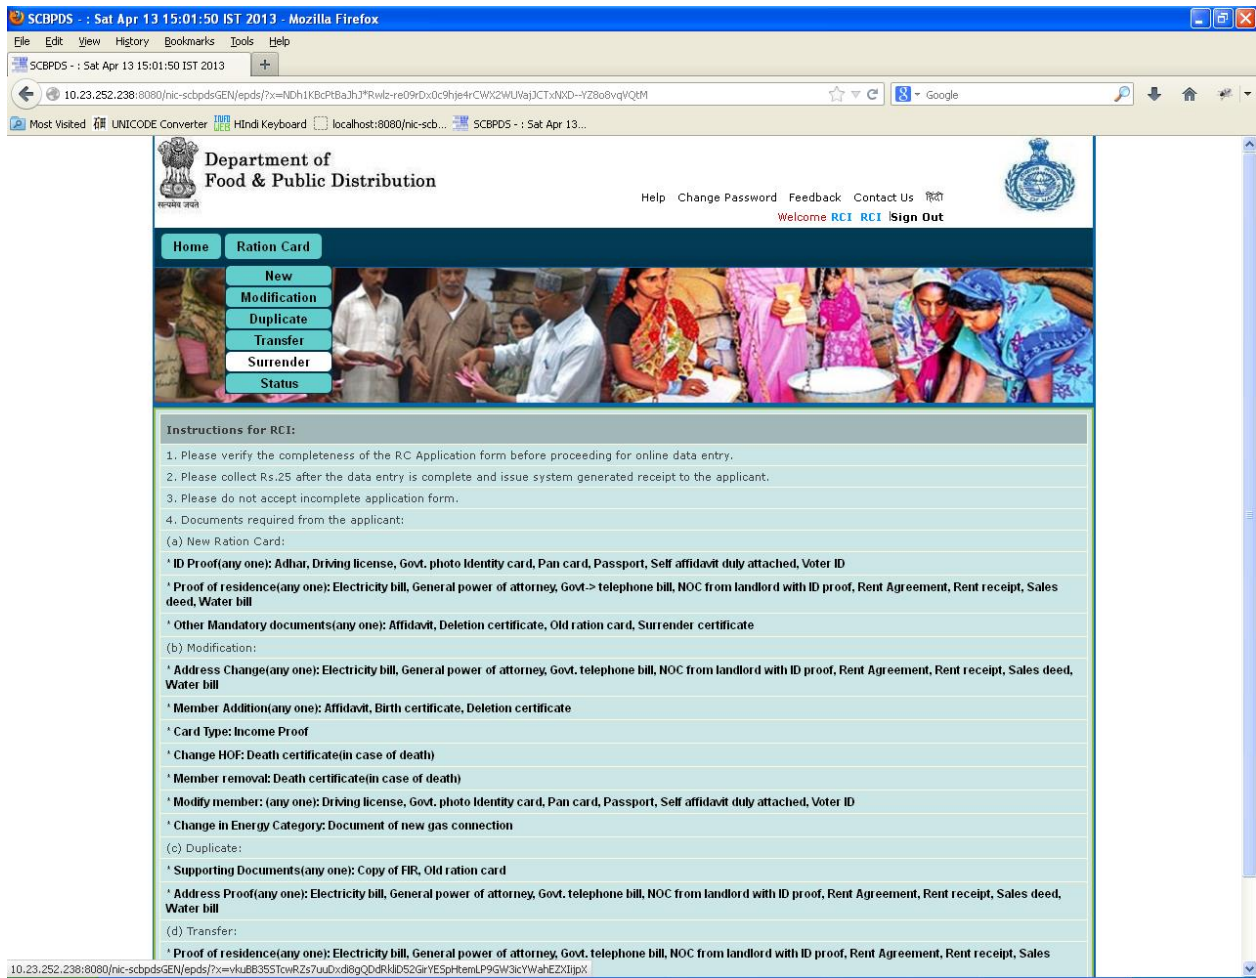 SCBPDS - : Sat Apr 13 15:01:50 IST 2013 - Mozilla Firefox
File Edit View History Bookmarks Tools Help
SCBPDS - : Sat Apr 13 15:01:50 IST 2013 +
10.23.252.238:8080/nic-scbpdsGEN/epds/?x=NDh1KBcPtBaJhJ*Rwlz-re09rDx0c9hje4rCWX2WUVajJCTxNXD--YZ8o8vqVQtM Google
Most Visited UNICODE Converter HIndi Keyboard localhost:8080/nic-scb... SCBPDS - : Sat Apr 13...
Department of
Food & Public Distribution
सत्यमेव जयते
Help Change Password Feedback Contact Us हिंदी
Welcome RCI RCI |Sign Out
Home Ration Card
New
Modification
Duplicate
Transfer
Surrender
Status
Instructions for RCI:
1. Please verify the completeness of the RC Application form before proceeding for online data entry.
2. Please collect Rs.25 after the data entry is complete and issue system generated receipt to the applicant.
3. Please do not accept incomplete application form.
4. Documents required from the applicant:
(a) New Ration Card:
* ID Proof(any one): Adhar, Driving license, Govt. photo Identity card, Pan card, Passport, Self affidavit duly attached, Voter ID
* Proof of residence(any one): Electricity bill, General power of attorney, Govt-> telephone bill, NOC from landlord with ID proof, Rent Agreement, Rent receipt, Sales
deed, Water bill
* Other Mandatory documents(any one): Affidavit, Deletion certificate, Old ration card, Surrender certificate
(b) Modification:
* Address Change(any one): Electricity bill, General power of attorney, Govt. telephone bill, NOC from landlord with ID proof, Rent Agreement, Rent receipt, Sales deed,
Water bill
* Member Addition(any one): Affidavit, Birth certificate, Deletion certificate
* Card Type: Income Proof
* Change HOF: Death certificate(in case of death)
* Member removal: Death certificate(in case of death)
* Modify member: (any one): Driving license, Govt. photo Identity card, Pan card, Passport, Self affidavit duly attached, Voter ID
* Change in Energy Category: Document of new gas connection
(c) Duplicate:
* Supporting Documents(any one): Copy of FIR, Old ration card
* Address Proof(any one): Electricity bill, General power of attorney, Govt. telephone bill, NOC from landlord with ID proof, Rent Agreement, Rent receipt, Sales deed,
Water bill
(d) Transfer:
* Proof of residence(any one): Electricity bill, General power of attorney, Govt. telephone bill, NOC from landlord with ID proof, Rent Agreement, Rent receipt, Sales